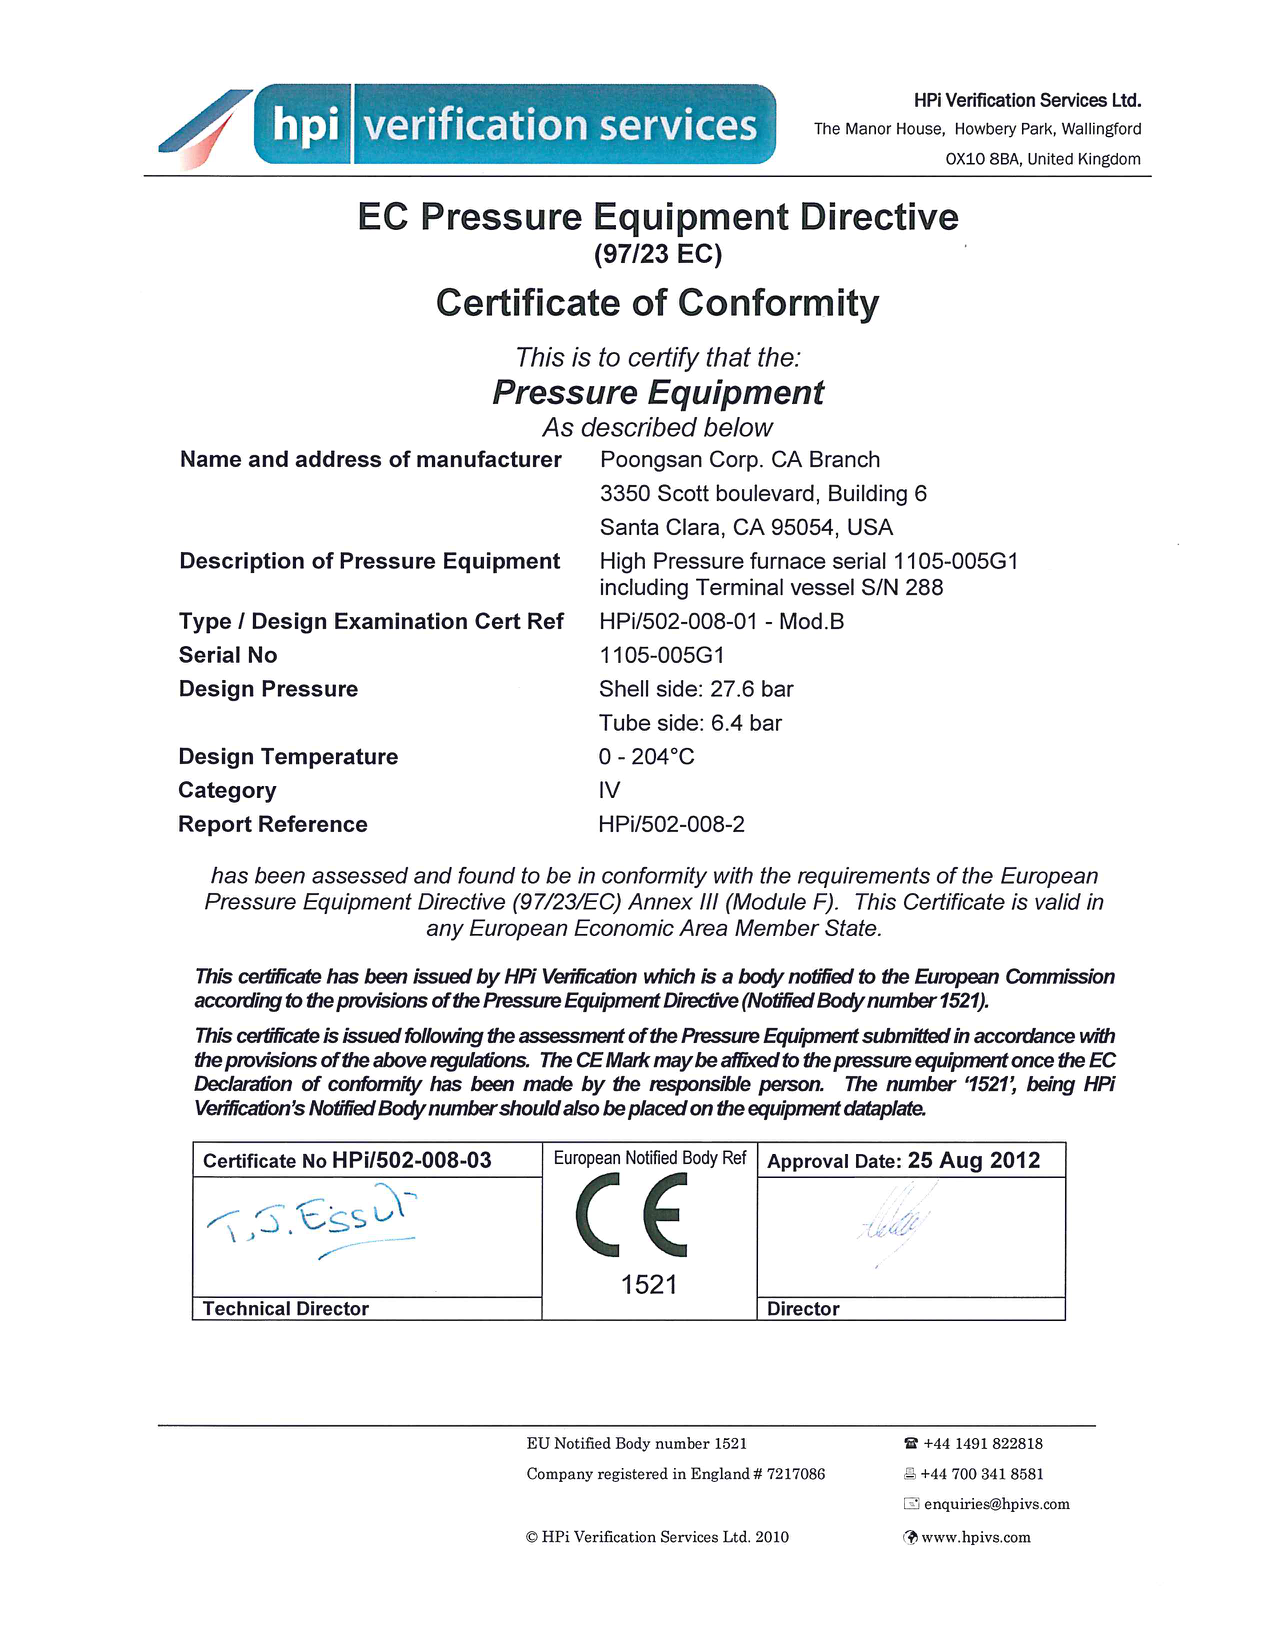 hpi verification services
HPi Verification Services Ltd.
The Manor House, Howbery Park, Wallingford
OX10 8BA, United Kingdom
EC Pressure Equipment Directive
(97/23 EC)
Certificate of Conformity
This is to certify that the:
Pressure Equipment
As described below
Name and address of manufacturer Poongsan Corp. CA Branch
3350 Scott boulevard, Building 6
Santa Clara, CA 95054, USA
Description of Pressure Equipment High Pressure furnace serial 1105-005G1
including Terminal vessel S/N 288
Type / Design Examination Cert Ref HPi/502-008-01 - Mod.B
Serial No 1105-005G1
Design Pressure Shell side: 27.6 bar
Tube side: 6.4 bar
Design Temperature 0 - 204°C
Category IV
Report Reference HPi/502-008-2
has been assessed and found to be in conformity with the requirements of the European
Pressure Equipment Directive (97/23/EC) Annex III (Module F). This Certificate is valid in
any European Economic Area Member State.
This certificate has been issued by HPi Verification which is a body notified to the European Commission
according to the provisions of the Pressure Equipment Directive (Notified Body number 1521).
This certificate is issued following the assessment of the Pressure Equipment submitted in accordance with
the provisions of the above regulations. The CE Mark may be affixed to the pressure equipment once the EC
Declaration of conformity has been made by the responsible person. The number '1521', being HPi
Verification's Notified Body number should also be placed on the equipment dataplate.
Certificate No HPi/502-008-03 European Notified Body Ref Approval Date: 25 Aug 2012
CE
1521
Technical Director Director
EU Notified Body number 1521 +44 1491 822818
Company registered in England # 7217086 +44 700 341 8581
enquiries@hpivs.com
© HPi Verification Services Ltd. 2010 www.hpivs.com